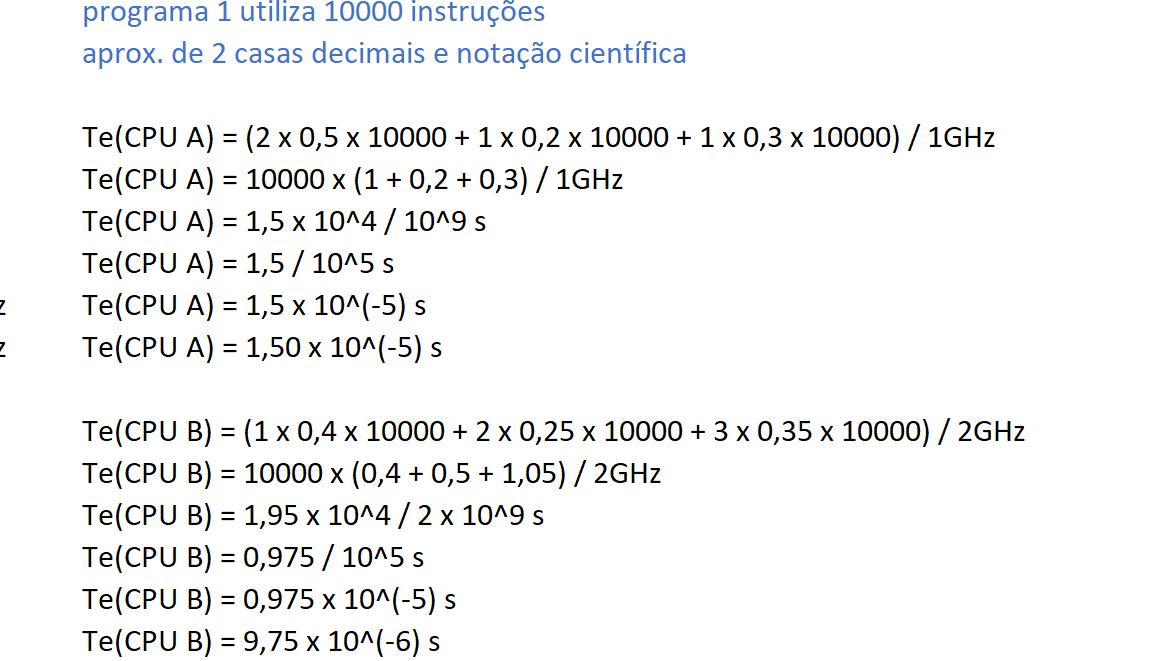 programa 1 utiliza 10000 instruções
aprox. de 2 casas decimais e notação científica
Te(CPU A) = (2 x 0,5 x 10000 + 1 x 0,2 x 10000 + 1 x 0,3 x 10000) / 1GHz
Te(CPU A) = 10000 x (1 + 0,2 + 0,3) / 1GHz
Te(CPU A) = 1,5 x 10^4 / 10^9 s
Te(CPU A) = 1,5 / 10^5 s
z
Te(CPU A) = 1,5 x 10^(-5) s
z
Te(CPU A) = 1,50 x 10^(-5) s
Te(CPU B) = (1 x 0,4 x 10000 + 2 x 0,25 x 10000 + 3 x 0,35 x 10000) / 2GHz
Te(CPU B) = 10000 x (0,4 + 0,5 + 1,05) / 2GHz
Te(CPU B) = 1,95 x 10^4 / 2 x 10^9 s
Te(CPU B) = 0,975 / 10^5 s
Te(CPU B) = 0,975 x 10^(-5) s
Te(CPU B) = 9,75 x 10^(-6) s